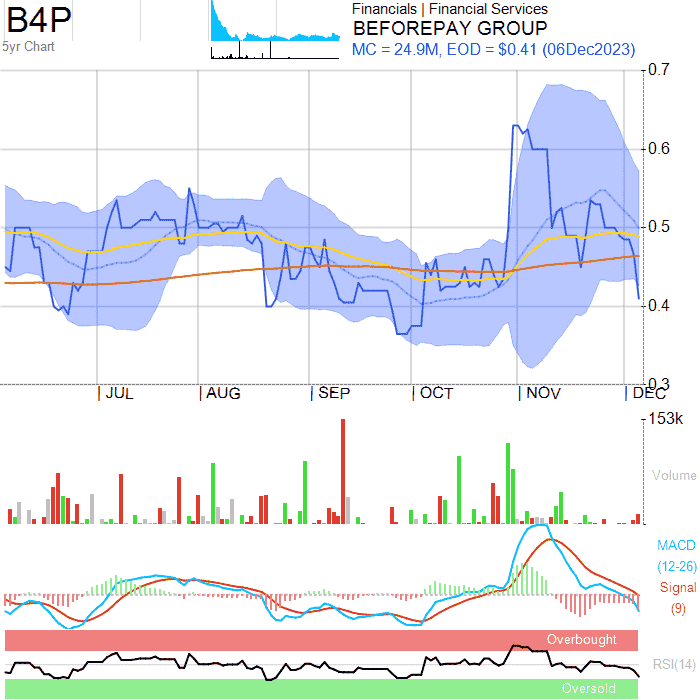 B4P
5yr Chart
Financials | Financial Services
BEFOREPAY GROUP
MC = 24.9M, EOD = $0.41 (06Dec2023)
0.7
0.6
0.5
0.4
0.3
JUL AUG SEP OCT NOV DEC
153k
Volume
MACD
(12-26)
Signal
(9)
Overbought
RSI(14)
Oversold